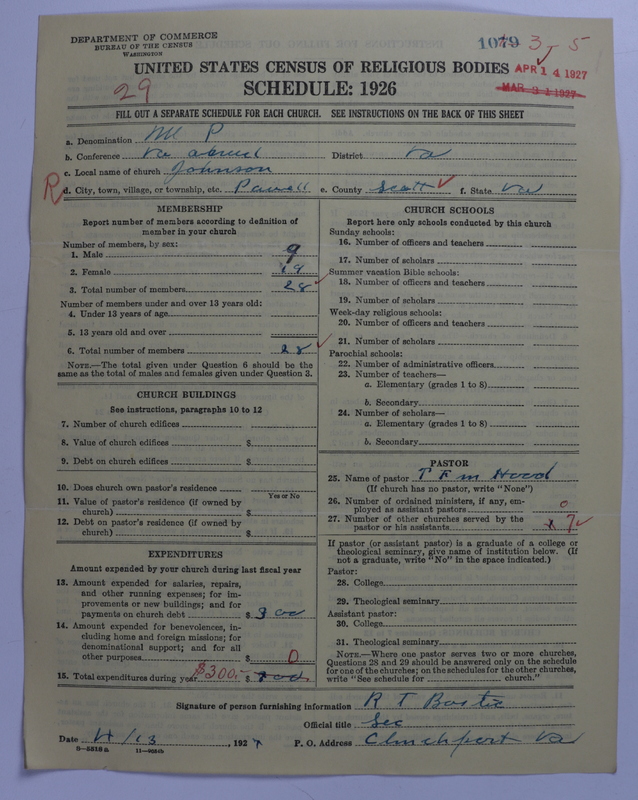 DEPARTMENT OF COMMERCE
BUREAU OF THE CENSUS
WASHINGTON
1079 3-5
UNITED STATES CENSUS OF RELIGIOUS BODIES
APR 14 1927
SCHEDULE: 1926
MAR 31 1927
29
FILL OUT A SEPARATE SCHEDULE FOR EACH CHURCH. SEE INSTRUCTIONS ON THE BACK OF THIS SHEET
a. Denomination M P
b. Conference Va District Va
c. Local name of church Johnson
R d. City, town, village, or township, etc. Powell e. County Scott f. State Va
MEMBERSHIP
Report number of members according to definition of
member in your church
Number of members, by sex:
1. Male 9
2. Female 19
3. Total number of members 28
Number of members under and over 13 years old:
4. Under 13 years of age
5. 13 years old and over
6. Total number of members 28
NOTE.—The total given under Question 6 should be
same as the total of males and females given under Question 3.
CHURCH BUILDINGS
See instructions, paragraphs 10 to 12
7. Number of church edifices
8. Value of church edifices $
9. Debt on church edifices $
10. Does church own pastor's residence
Yes or No
11. Value of pastor's residence (if owned by
church) $
12. Debt on pastor's residence (if owned by
church) $
EXPENDITURES
Amount expended by your church during last fiscal year
13. Amount expended for salaries, repairs,
and other running expenses; for im-
provements or new buildings; and for
payments on church debt $ 3 00
14. Amount expended for benevolences, in-
cluding home and foreign missions; for
denominational support; and for all
other purposes $ 0
15. Total expenditures during year $300.- $
CHURCH SCHOOLS
Report here only schools conducted by this church
Sunday schools:
16. Number of officers and teachers
17. Number of scholars
Summer vacation Bible schools:
18. Number of officers and teachers
19. Number of scholars
Week-day religious schools:
20. Number of officers and teachers
21. Number of scholars
Parochial schools:
22. Number of administrative officers
23. Number of teachers—
a. Elementary (grades 1 to 8)
b. Secondary
24. Number of scholars—
a. Elementary (grades 1 to 8)
b. Secondary
PASTOR
25. Name of pastor T F M Hood
(If church has no pastor, write "None")
26. Number of ordained ministers, if any, em-
ployed as assistant pastors 0
27. Number of other churches served by the
pastor or his assistants 7
If pastor (or assistant pastor) is a graduate of a college or
theological seminary, give name of institution below. (If
not a graduate, write "No" in the space indicated.)
Pastor:
28. College
29. Theological seminary
Assistant pastor:
30. College
31. Theological seminary
NOTE.—Where one pastor serves two or more churches,
Questions 28 and 29 should be answered only on the schedule
for one of the churches; on the schedules for the other churches,
write "See schedule for church."
Signature of person furnishing information R T Bostic
Official title Sec
Date 4/13, 1927 P. O. Address Clinchport Va
8—5518a 11—9024b